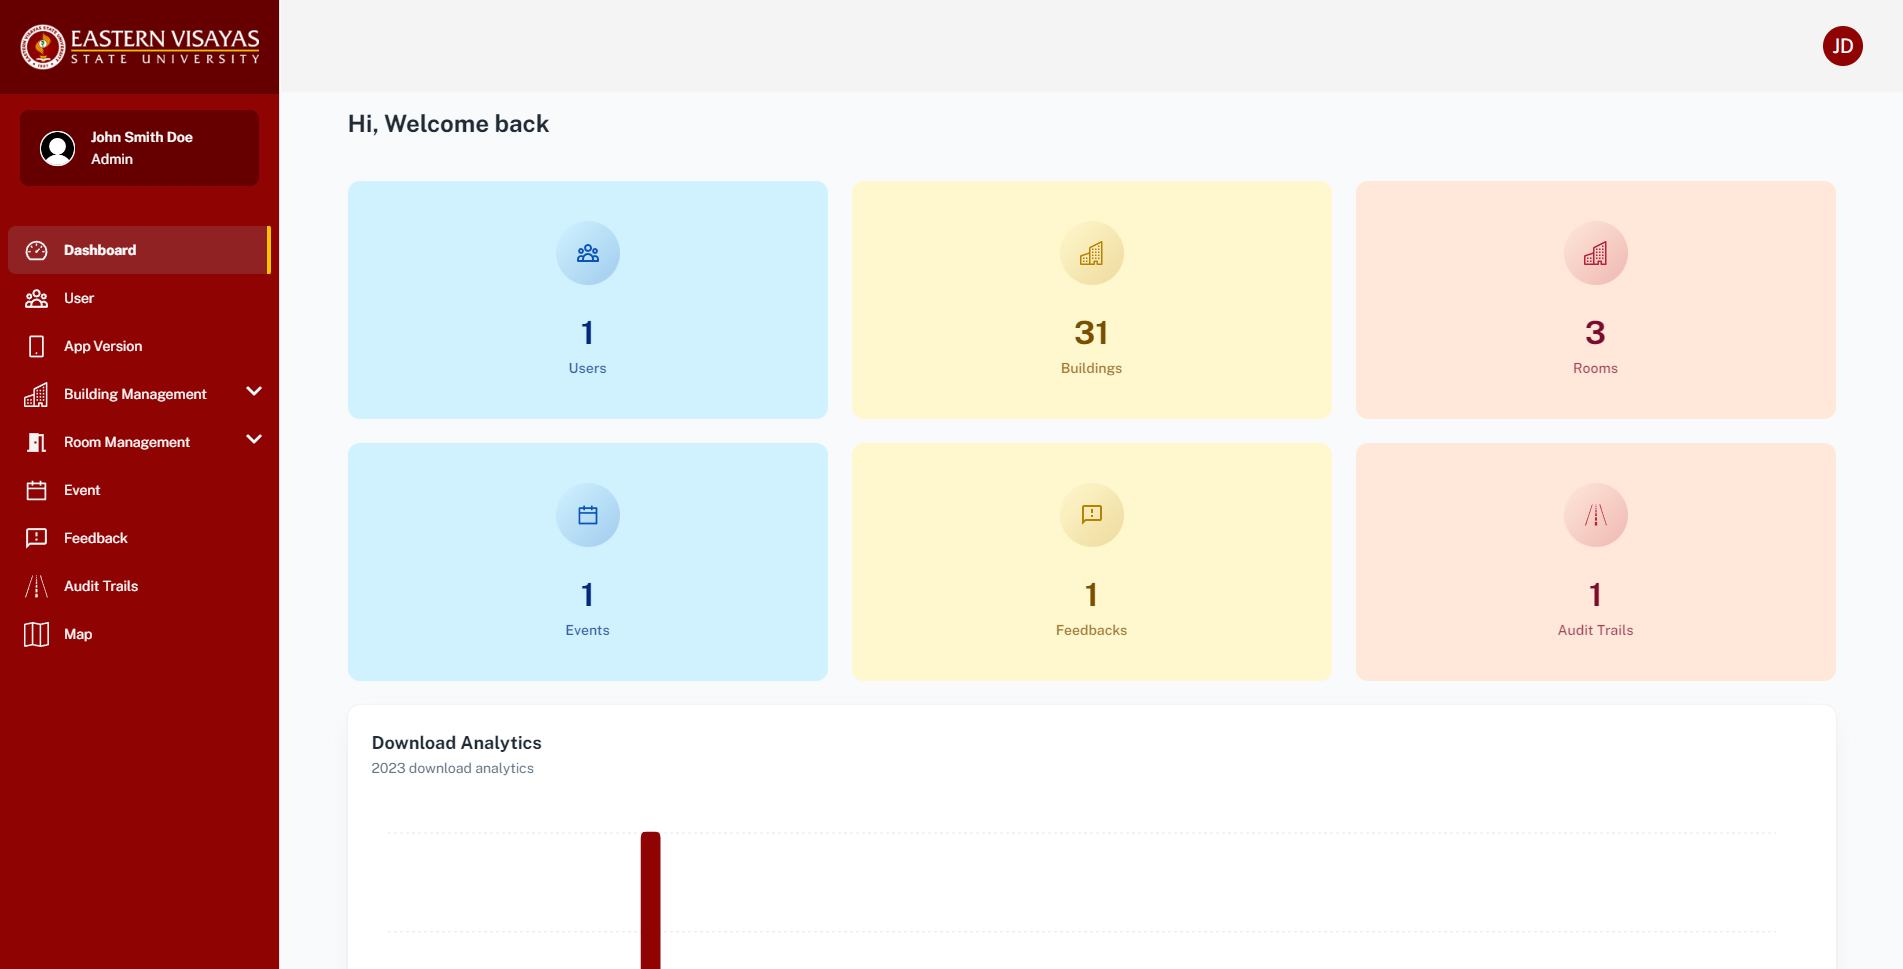 EASTERN VISAYAS
STATE UNIVERSITY
JD
John Smith Doe
Admin
Dashboard
User
App Version
Building Management
Room Management
Event
Feedback
Audit Trails
Map
Hi, Welcome back
1
Users
31
Buildings
3
Rooms
1
Events
1
Feedbacks
1
Audit Trails
Download Analytics
2023 download analytics